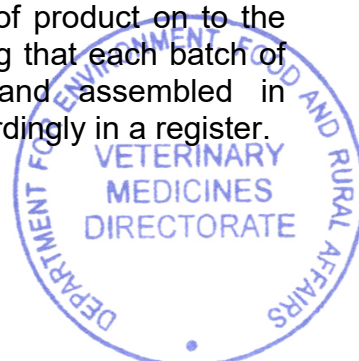 of product on to the
g that each batch of
and assembled in
rdingly in a register.
DEPARTMENT FOR ENVIRONMENT, FOOD AND RURAL AFFAIRS
VETERINARY
MEDICINES
DIRECTORATE